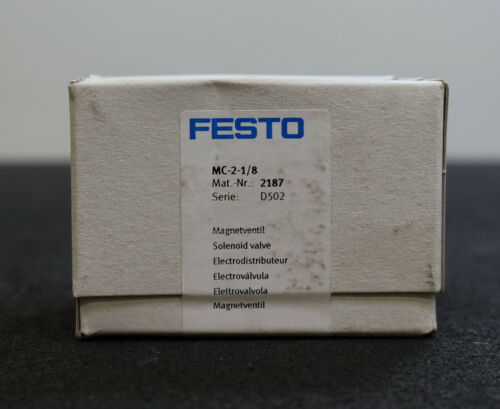 FESTO
MC-2-1/8
Mat.-Nr.: 2187
Serie: D502
Magnetventil
Solenoid valve
Electrodistributeur
Electroválvula
Elettrovalvola
Magnetventil